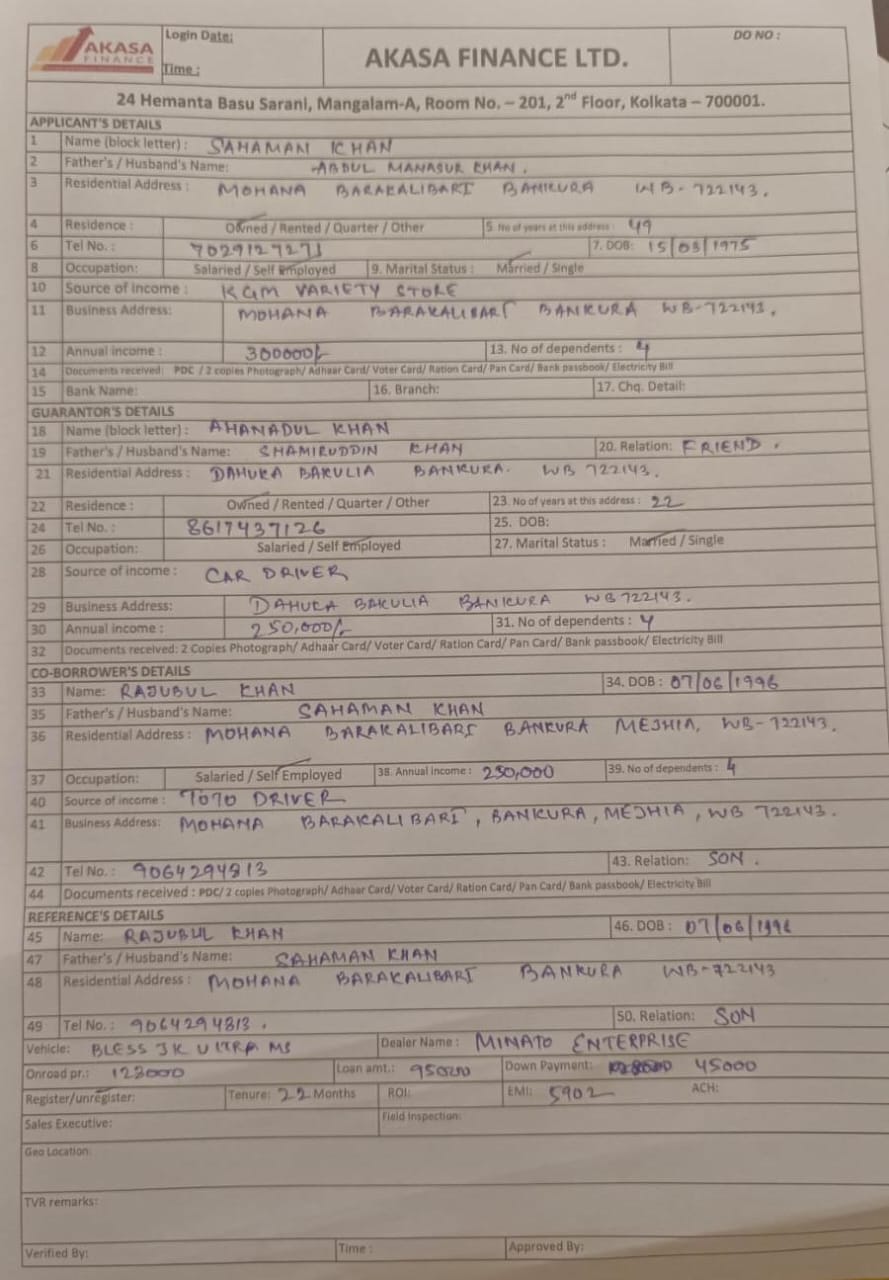 AKASA
FINANCE
Login Date:
Time :
AKASA FINANCE LTD.
DO NO :
24 Hemanta Basu Sarani, Mangalam-A, Room No. – 201, 2nd Floor, Kolkata – 700001.
APPLICANT'S DETAILS
1 Name (block letter) : SAHAMAN KHAN
2 Father's / Husband's Name: ABDUL MANASUR KHAN.
3 Residential Address : MOHANA BARAKALIBARI BANKURA WB-722143.
4 Residence : Owned / Rented / Quarter / Other 5. No of years at this address : 49
6 Tel No. : 7029127271 7. DOB: 15/03/1975
8 Occupation: Salaried / Self Employed 9. Marital Status : Married / Single
10 Source of income : KGM VARIETY STORE
11 Business Address: MOHANA BARAKALIBARI BANKURA WB-722143.
12 Annual income : 300000/- 13. No of dependents : 4
14 Documents received: PDC / 2 copies Photograph/ Adhaar Card/ Voter Card/ Ration Card/ Pan Card/ Bank passbook/ Electricity Bill
15 Bank Name: 16. Branch: 17. Chq. Detail:
GUARANTOR'S DETAILS
18 Name (block letter) : AHANADUL KHAN
19 Father's / Husband's Name: SHAMIRUDDIN KHAN 20. Relation: FRIEND.
21 Residential Address : DAHUKA BAKULIA BANKURA. WB 722143.
22 Residence : Owned / Rented / Quarter / Other 23. No of years at this address : 22
24 Tel No. : 8617437126 25. DOB:
26 Occupation: Salaried / Self Employed 27. Marital Status : Married / Single
28 Source of income : CAR DRIVER
29 Business Address: DAHUKA BAKULIA BANKURA WB 722143.
30 Annual income : 250,000/- 31. No of dependents : 4
32 Documents received: 2 Copies Photograph/ Adhaar Card/ Voter Card/ Ration Card/ Pan Card/ Bank passbook/ Electricity Bill
CO-BORROWER'S DETAILS
33 Name: RAJUBUL KHAN 34. DOB : 07/06/1996
35 Father's / Husband's Name: SAHAMAN KHAN
36 Residential Address : MOHANA BARAKALIBARI BANKURA MEJHIA, WB-722143.
37 Occupation: Salaried / Self Employed 38. Annual income : 250,000 39. No of dependents : 4
40 Source of income : TOTO DRIVER
41 Business Address: MOHANA BARAKALIBARI, BANKURA, MEJHIA, WB 722143.
42 Tel No. : 9064294813 43. Relation: SON.
44 Documents received : PDC/ 2 copies Photograph/ Adhaar Card/ Voter Card/ Ration Card/ Pan Card/ Bank passbook/ Electricity Bill
REFERENCE'S DETAILS
45 Name: RAJUBUL KHAN 46. DOB : 07/06/1996
47 Father's / Husband's Name: SAHAMAN KHAN
48 Residential Address : MOHANA BARAKALIBARI BANKURA WB-722143
49 Tel No. : 9064294813. 50. Relation: SON
Vehicle: BLESS JK ULTRA MS Dealer Name : MINATO ENTERPRISE
Onroad pr.: 123000 Loan amt.: Down Payment: 45000
Register/unregister: Tenure: 22 Months ROI: EMI: 5902 ACH:
Sales Executive: Field Inspection:
Geo Location:
TVR remarks:
Verified By: Time : Approved By: